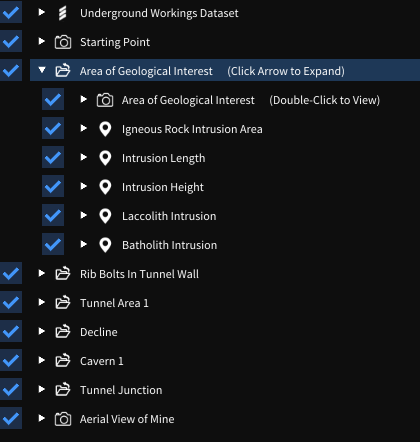 Underground Workings Dataset
Starting Point
Area of Geological Interest (Click Arrow to Expand)
Area of Geological Interest (Double-Click to View)
Igneous Rock Intrusion Area
Intrusion Length
Intrusion Height
Laccolith Intrusion
Batholith Intrusion
Rib Bolts In Tunnel Wall
Tunnel Area 1
Decline
Cavern 1
Tunnel Junction
Aerial View of Mine